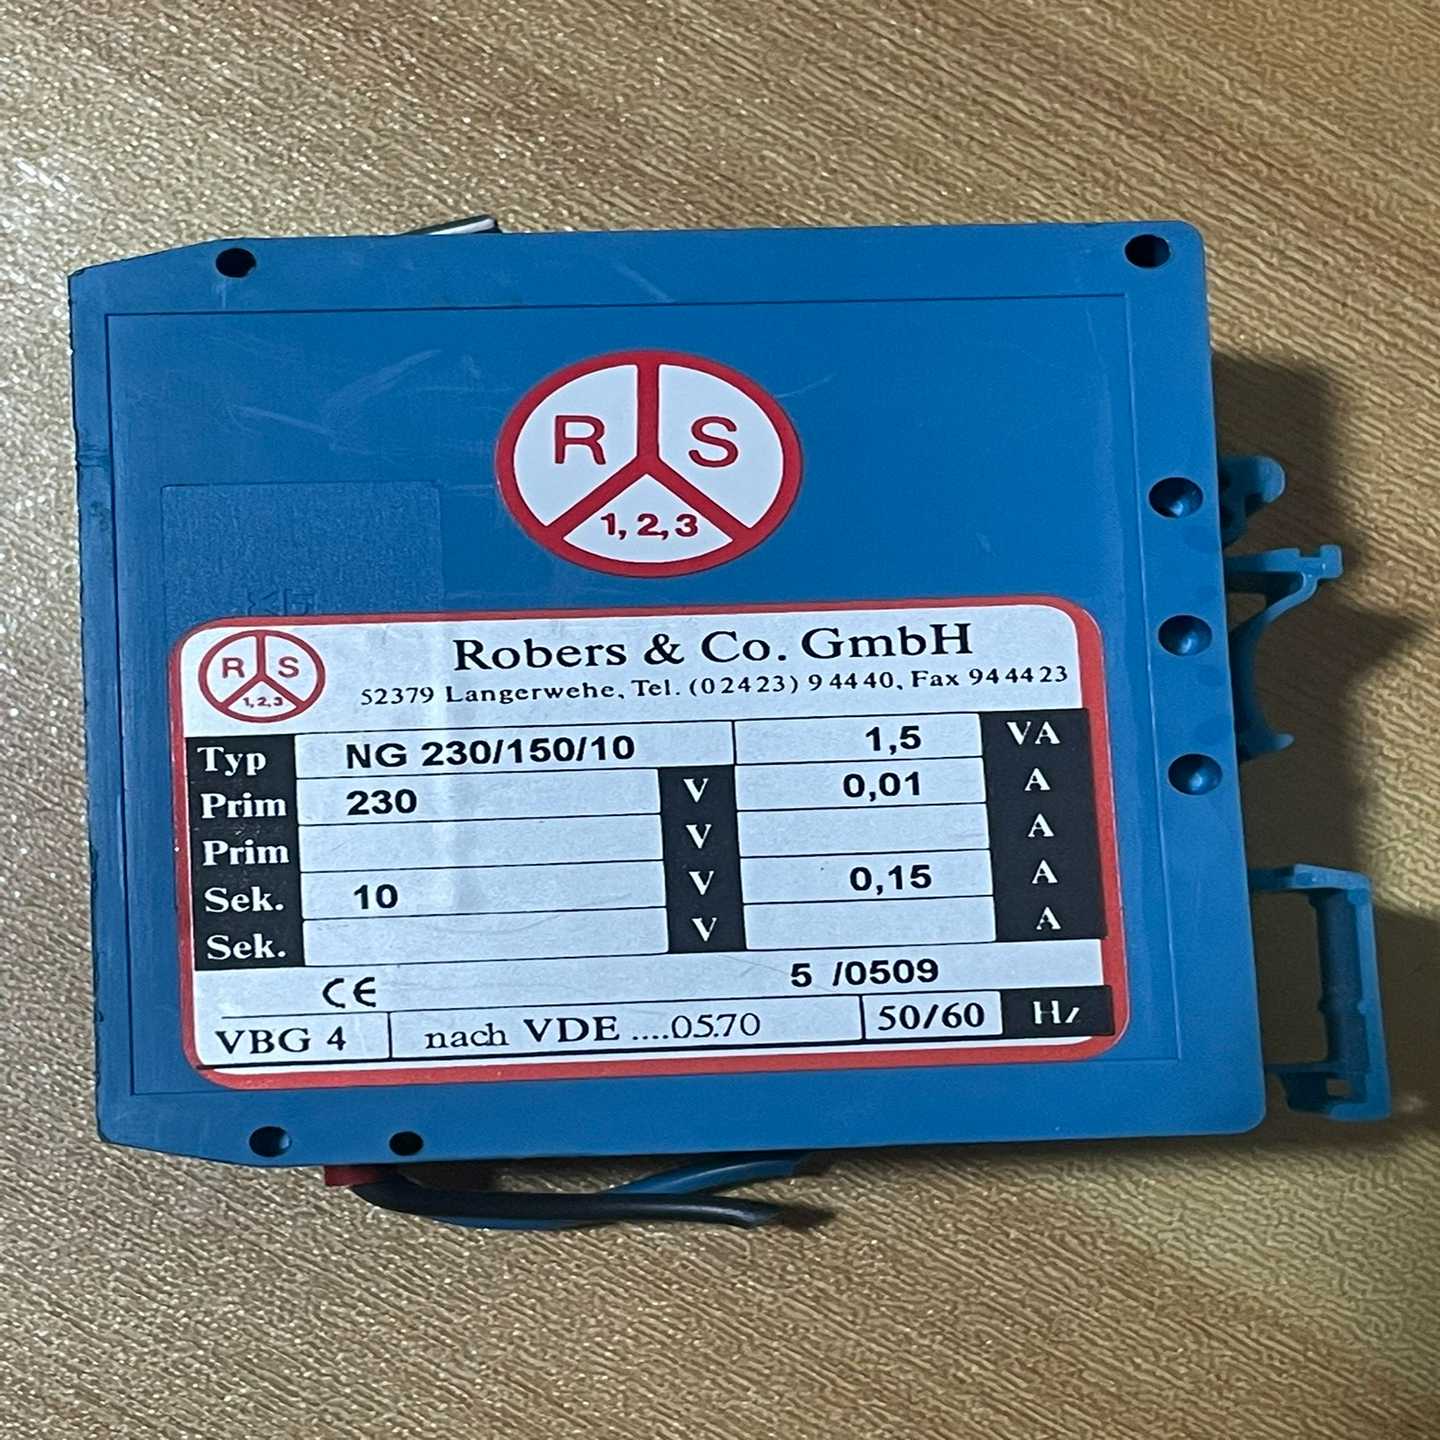 R S
1,2,3
R S
1,2,3
Robers & Co. GmbH
52379 Langerwehe, Tel. (02423) 94440, Fax 944423
Typ NG 230/150/10 1,5 VA
Prim 230 V 0,01 A
Prim V A
Sek. 10 V 0,15 A
Sek. V A
CE 5 /0509
VBG 4 nach VDE ....0570 50/60 Hz